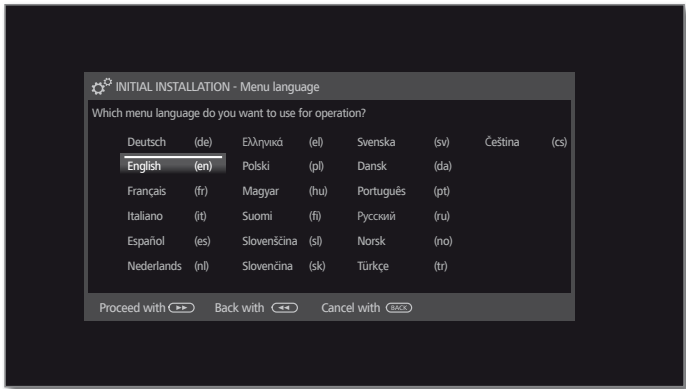 INITIAL INSTALLATION - Menu language
Which menu language do you want to use for operation?
Deutsch (de) Ελληνικά (el) Svenska (sv) Čeština (cs)
English (en) Polski (pl) Dansk (da)
Français (fr) Magyar (hu) Português (pt)
Italiano (it) Suomi (fi) Русский (ru)
Español (es) Slovenščina (sl) Norsk (no)
Nederlands (nl) Slovenčina (sk) Türkçe (tr)
Proceed with Back with Cancel with BACK